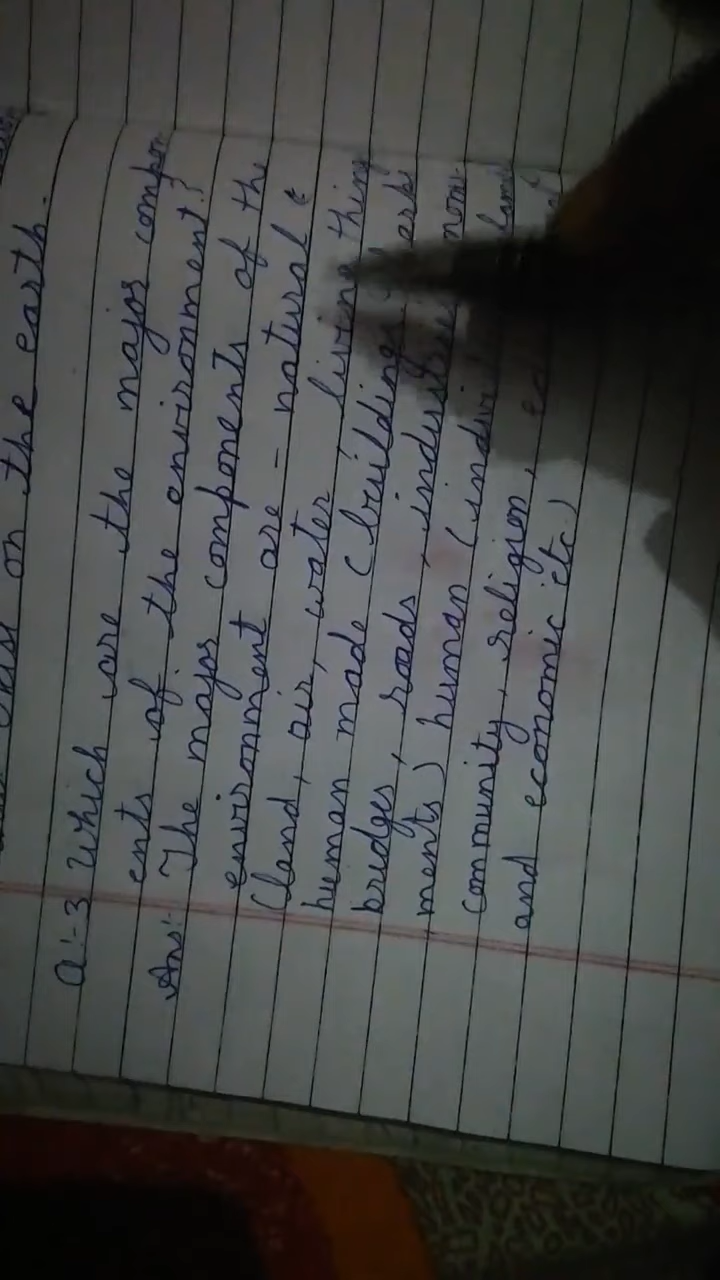 exist on the earth.
Q:-3 Which are the major compon-
ents of the environment?
Ans:- The major components of the
environment are - natural &
(land, air, water, living thing
human made (buildings,
bridges, roads,
ments) human (
community, religion,
and economic etc.)